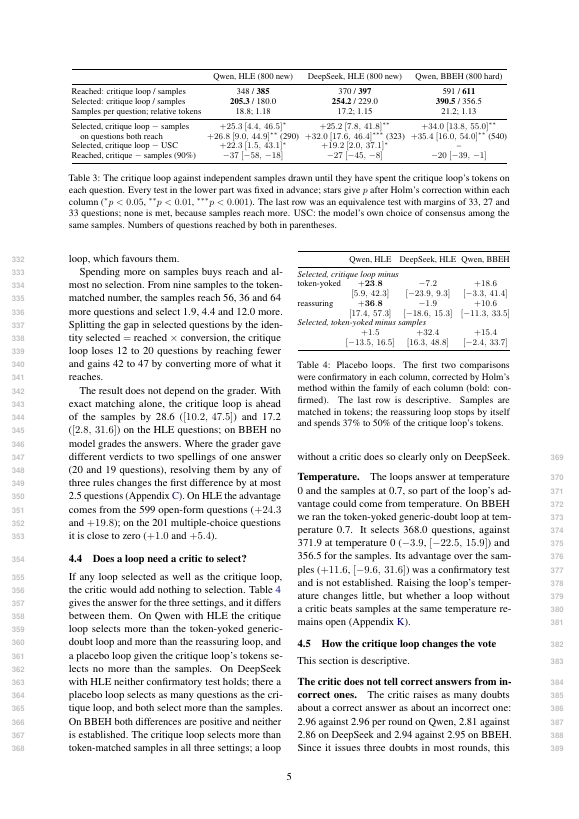 Qwen, HLE (800 new) DeepSeek, HLE (800 new) Qwen, BBEH (800 hard)
Reached: critique loop / samples 348 / 385 370 / 397 591 / 611
Selected: critique loop / samples 205.3 / 180.0 254.2 / 229.0 390.5 / 356.5
Samples per question; relative tokens 18.8; 1.18 17.2; 1.15 21.2; 1.13
Selected, critique loop − samples +25.3 [4.4, 46.5]* +25.2 [7.8, 41.8]** +34.0 [13.8, 55.0]**
on questions both reach +26.8 [9.0, 44.9]** (290) +32.0 [17.6, 46.4]*** (323) +35.4 [16.0, 54.0]** (540)
Selected, critique loop − USC +22.3 [1.5, 43.1]* +19.2 [2.0, 37.1]* –
Reached, critique − samples (90%) −37 [−58, −18] −27 [−45, −8] −20 [−39, −1]
Table 3: The critique loop against independent samples drawn until they have spent the critique loop's tokens on
each question. Every test in the lower part was fixed in advance; stars give p after Holm's correction within each
column (*p < 0.05, **p < 0.01, ***p < 0.001). The last row was an equivalence test with margins of 33, 27 and
33 questions; none is met, because samples reach more. USC: the model's own choice of consensus among the
same samples. Numbers of questions reached by both in parentheses.
332 loop, which favours them.
333 Spending more on samples buys reach and al-
334 most no selection. From nine samples to the token-
335 matched number, the samples reach 56, 36 and 64
336 more questions and select 1.9, 4.4 and 12.0 more.
337 Splitting the gap in selected questions by the iden-
338 tity selected = reached × conversion, the critique
339 loop loses 12 to 20 questions by reaching fewer
340 and gains 42 to 47 by converting more of what it
341 reaches.
342 The result does not depend on the grader. With
343 exact matching alone, the critique loop is ahead
344 of the samples by 28.6 ([10.2, 47.5]) and 17.2
345 ([2.8, 31.6]) on the HLE questions; on BBEH no
346 model grades the answers. Where the grader gave
347 different verdicts to two spellings of one answer
348 (20 and 19 questions), resolving them by any of
349 three rules changes the first difference by at most
350 2.5 questions (Appendix C). On HLE the advantage
351 comes from the 599 open-form questions (+24.3
352 and +19.8); on the 201 multiple-choice questions
353 it is close to zero (+1.0 and +5.4).
354 4.4 Does a loop need a critic to select?
355 If any loop selected as well as the critique loop,
356 the critic would add nothing to selection. Table 4
357 gives the answer for the three settings, and it differs
358 between them. On Qwen with HLE the critique
359 loop selects more than the token-yoked generic-
360 doubt loop and more than the reassuring loop, and
361 a placebo loop given the critique loop's tokens se-
362 lects no more than the samples. On DeepSeek
363 with HLE neither confirmatory test holds; there a
364 placebo loop selects as many questions as the cri-
365 tique loop, and both select more than the samples.
366 On BBEH both differences are positive and neither
367 is established. The critique loop selects more than
368 token-matched samples in all three settings; a loop
Qwen, HLE DeepSeek, HLE Qwen, BBEH
Selected, critique loop minus
token-yoked +23.8 −7.2 +18.6
[5.9, 42.3] [−23.9, 9.3] [−3.3, 41.4]
reassuring +36.8 −1.9 +10.6
[17.4, 57.3] [−18.6, 15.3] [−11.3, 33.5]
Selected, token-yoked minus samples
+1.5 +32.4 +15.4
[−13.5, 16.5] [16.3, 48.8] [−2.4, 33.7]
Table 4: Placebo loops. The first two comparisons
were confirmatory in each column, corrected by Holm's
method within the family of each column (bold: con-
firmed). The last row is descriptive. Samples are
matched in tokens; the reassuring loop stops by itself
and spends 37% to 50% of the critique loop's tokens.
without a critic does so clearly only on DeepSeek. 369
Temperature. The loops answer at temperature 370
0 and the samples at 0.7, so part of the loop's ad- 371
vantage could come from temperature. On BBEH 372
we ran the token-yoked generic-doubt loop at tem- 373
perature 0.7. It selects 368.0 questions, against 374
371.9 at temperature 0 (−3.9, [−22.5, 15.9]) and 375
356.5 for the samples. Its advantage over the sam- 376
ples (+11.6, [−9.6, 31.6]) was a confirmatory test 377
and is not established. Raising the loop's temper- 378
ature changes little, but whether a loop without 379
a critic beats samples at the same temperature re- 380
mains open (Appendix K). 381
4.5 How the critique loop changes the vote 382
This section is descriptive. 383
The critic does not tell correct answers from in- 384
correct ones. The critic raises as many doubts 385
about a correct answer as about an incorrect one: 386
2.96 against 2.96 per round on Qwen, 2.81 against 387
2.86 on DeepSeek and 2.94 against 2.95 on BBEH. 388
Since it issues three doubts in most rounds, this 389
5